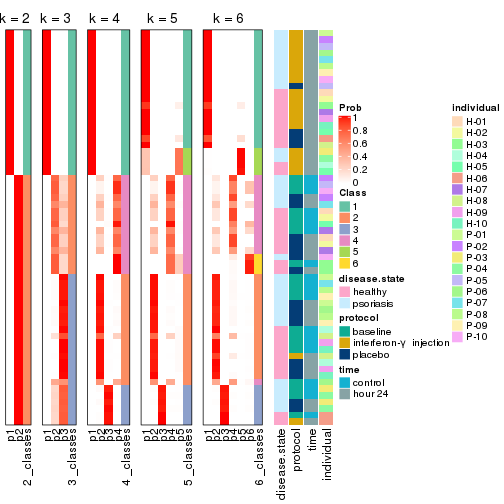 k = 2
k = 3
k = 4
k = 5
k = 6
p1
p2
2_classes
p1
p2
p3
3_classes
p1
p2
p3
p4
4_classes
p1
p2
p3
p4
p5
5_classes
p1
p2
p3
p4
p5
p6
6_classes
disease.state
protocol
time
individual
Prob
1
0.8
0.6
0.4
0.2
0
Class
1
2
3
4
5
6
disease.state
healthy
psoriasis
protocol
baseline
interferon-γ injection
placebo
time
control
hour 24
individual
H-01
H-02
H-03
H-04
H-05
H-06
H-07
H-08
H-09
H-10
P-01
P-02
P-03
P-04
P-05
P-06
P-07
P-08
P-09
P-10